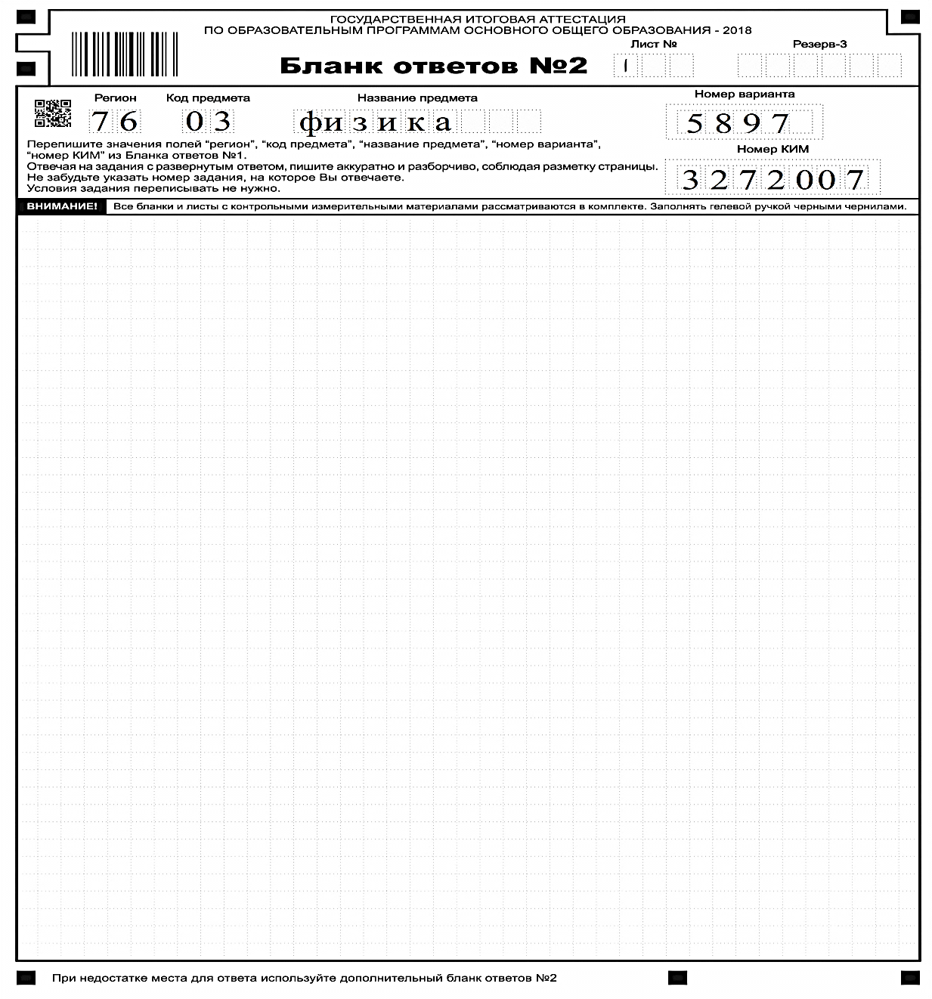 ГОСУДАРСТВЕННАЯ ИТОГОВАЯ АТТЕСТАЦИЯ
ПО ОБРАЗОВАТЕЛЬНЫМ ПРОГРАММАМ ОСНОВНОГО ОБЩЕГО ОБРАЗОВАНИЯ - 2018
Бланк ответов №2
Лист №
1
Резерв-3
Регион
76
Код предмета
03
Название предмета
физика
Номер варианта
5897
Номер КИМ
3272007
Перепишите значения полей “регион”, “код предмета”, “название предмета”, “номер варианта”,
“номер КИМ” из Бланка ответов №1.
Отвечая на задания с развернутым ответом, пишите аккуратно и разборчиво, соблюдая разметку страницы.
Не забудьте указать номер задания, на которое Вы отвечаете.
Условия задания переписывать не нужно.
ВНИМАНИЕ! Все бланки и листы с контрольными измерительными материалами рассматриваются в комплекте. Заполнять гелевой ручкой черными чернилами.
При недостатке места для ответа используйте дополнительный бланк ответов №2